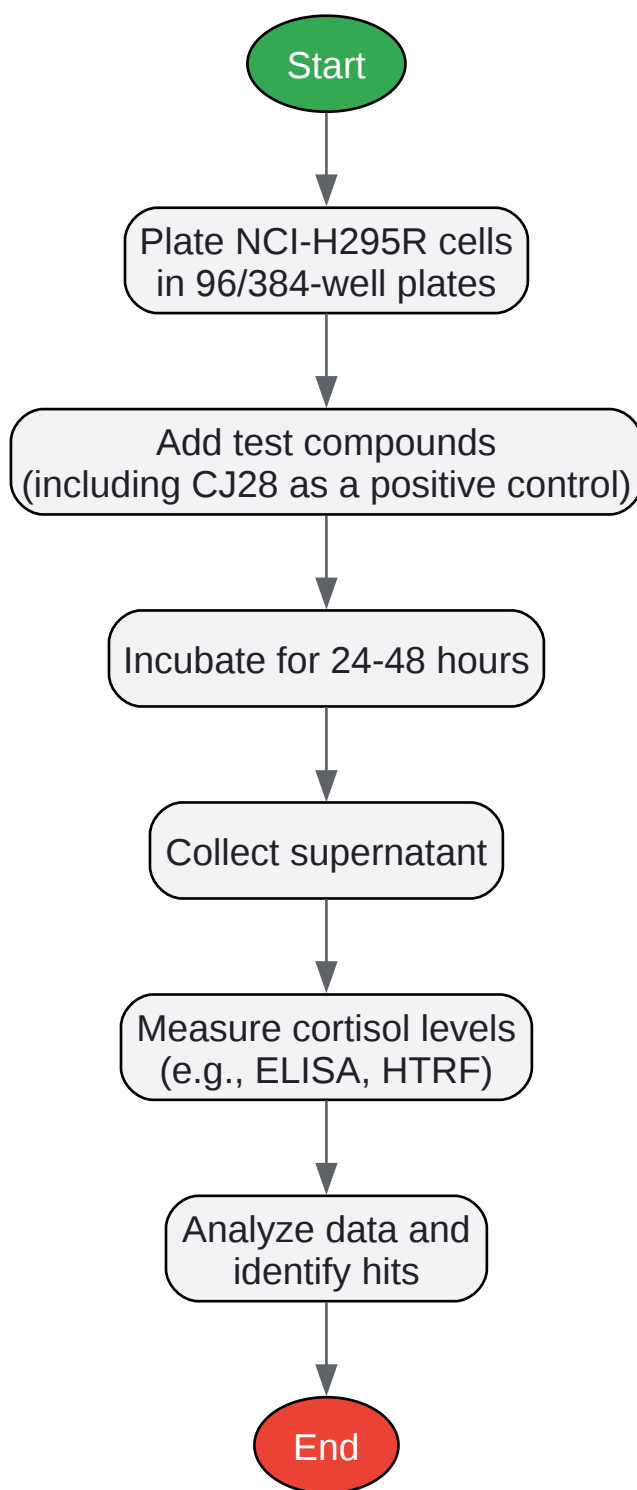 Start
Plate NCI-H295R cells
in 96/384-well plates
Add test compounds
(including CJ28 as a positive control)
Incubate for 24-48 hours
Collect supernatant
Measure cortisol levels
(e.g., ELISA, HTRF)
Analyze data and
identify hits
End